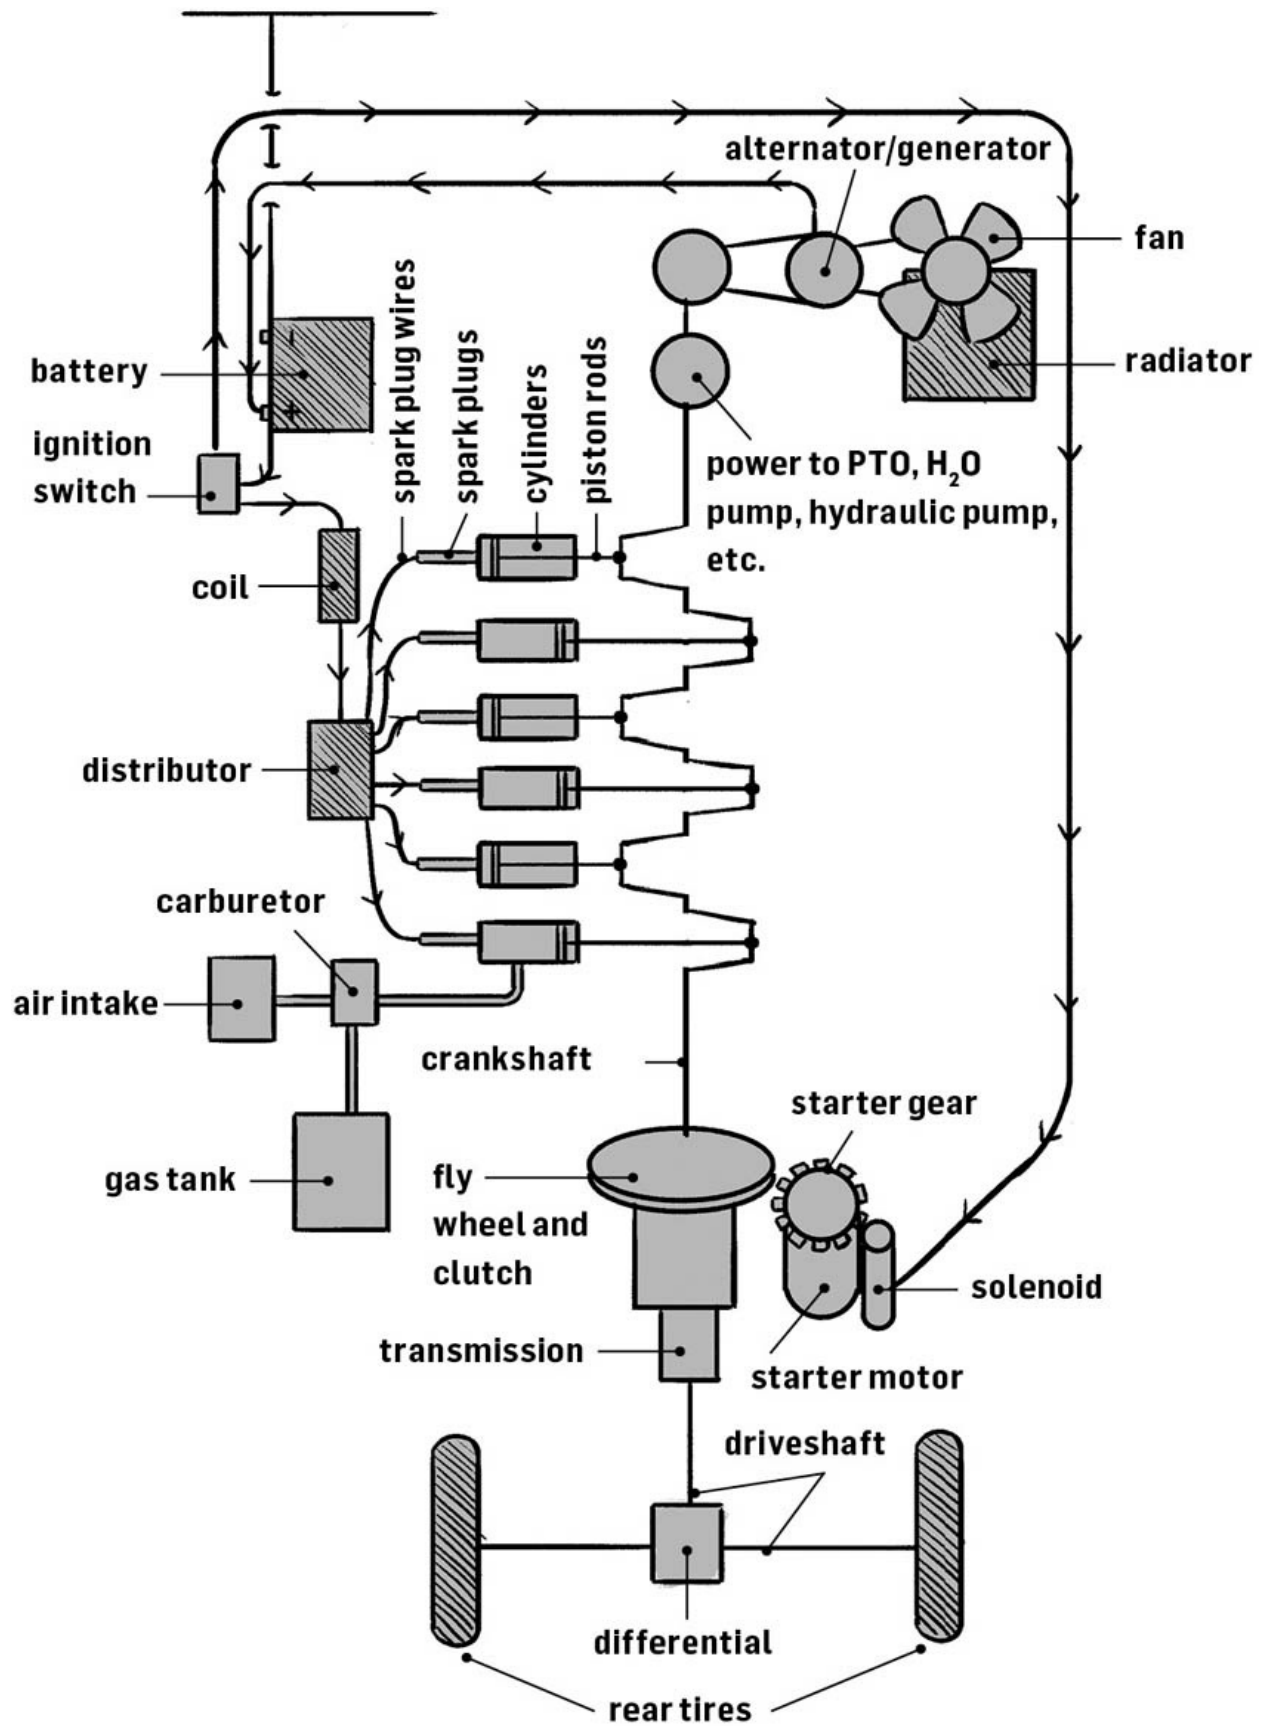 alternator/generator
fan
radiator
battery
ignition
switch
spark plug wires
spark plugs
cylinders
piston rods
-
+
power to PTO, H₂O
pump, hydraulic pump,
etc.
coil
distributor
carburetor
air intake
crankshaft
starter gear
gas tank
fly
wheel and
clutch
solenoid
transmission
starter motor
driveshaft
differential
rear tires